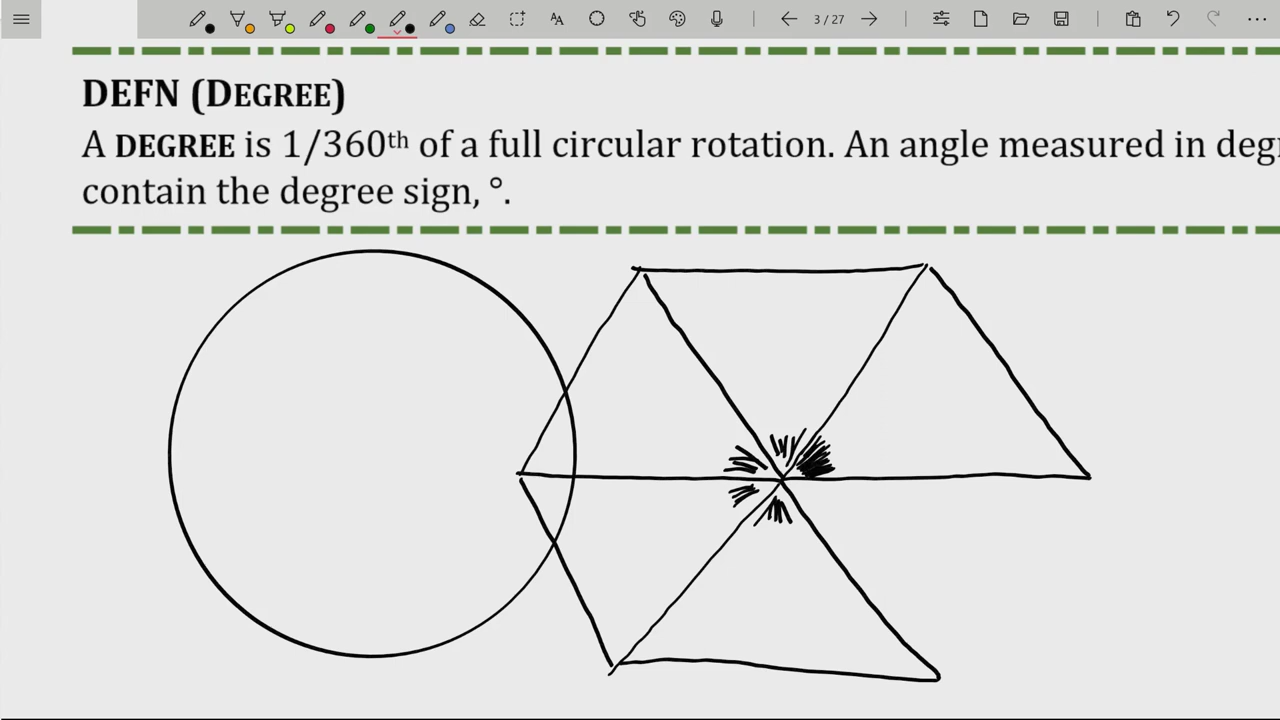 3 / 27
DEFN (DEGREE)
A DEGREE is 1/360th of a full circular rotation. An angle measured in deg
contain the degree sign, °.